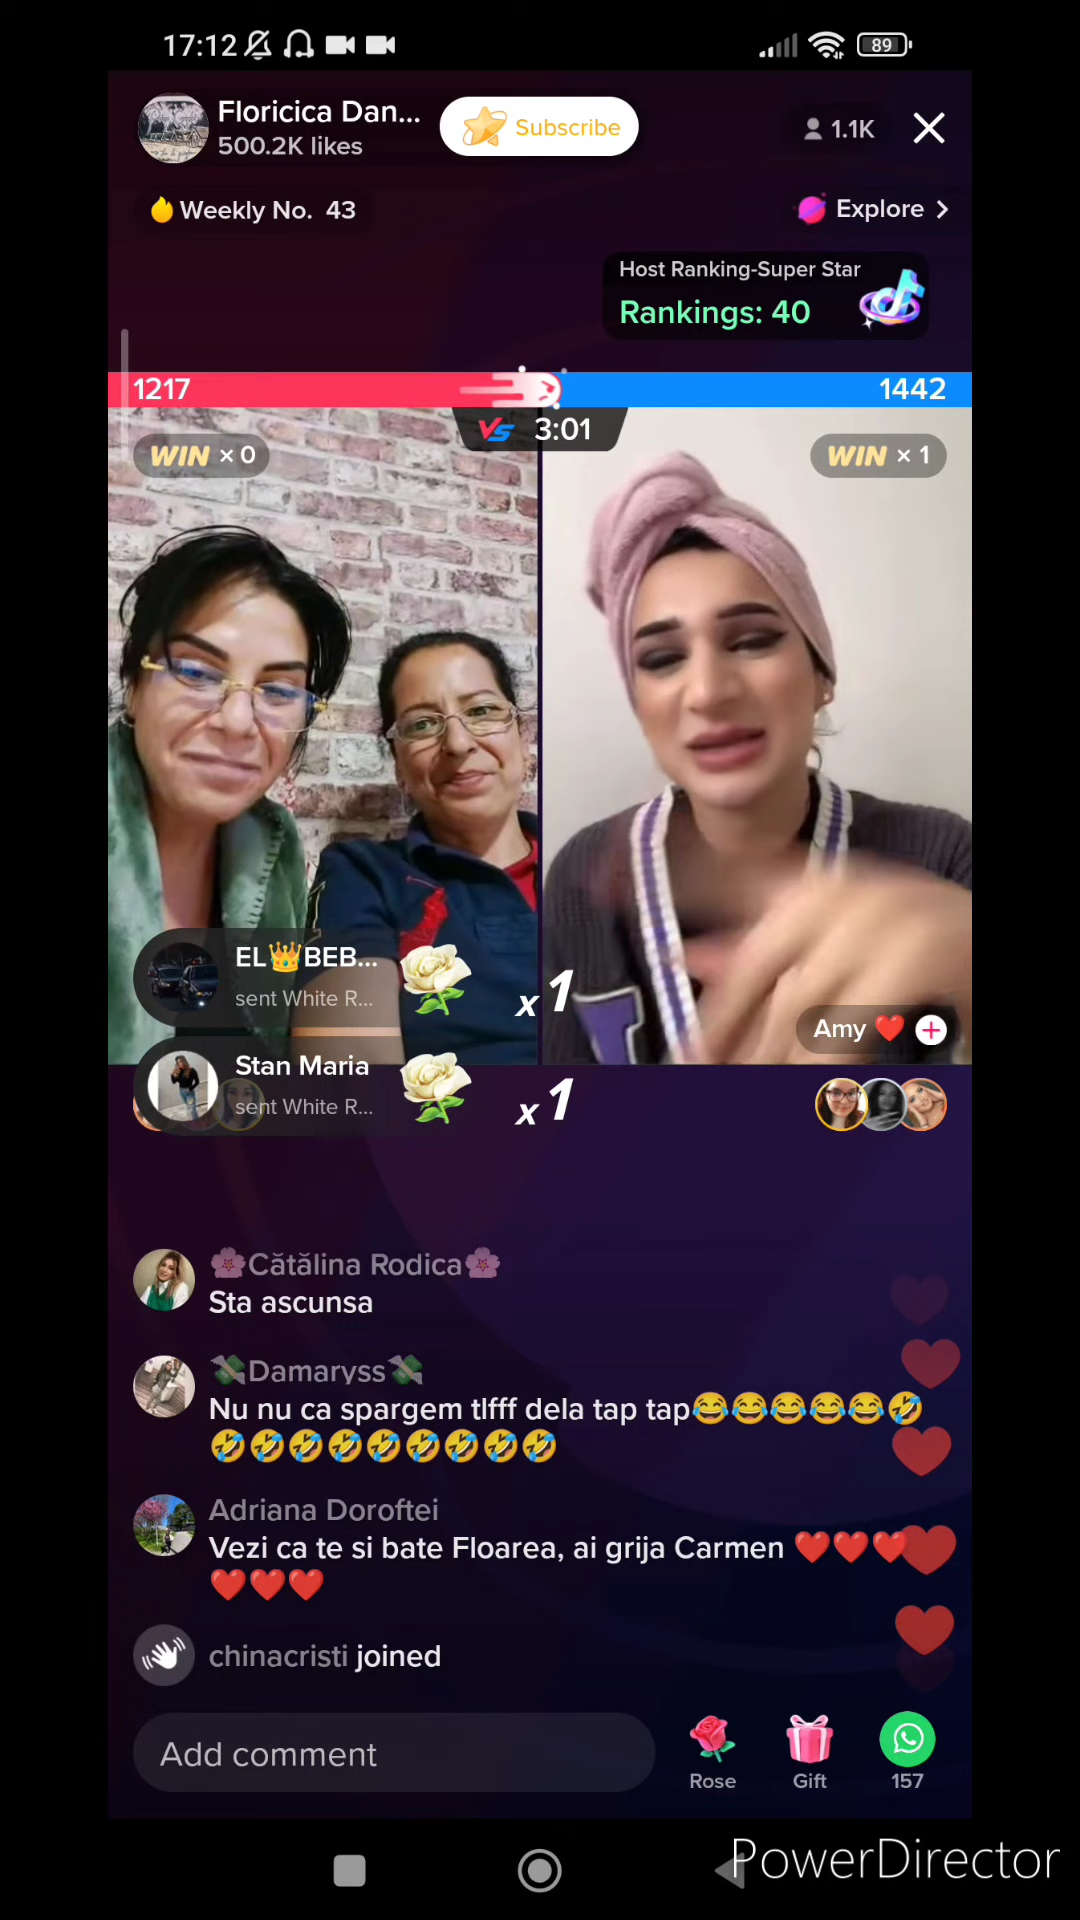 17:12
89
Floricica Dan...
500.2K likes
Subscribe
1.1K
Weekly No. 43
Explore
Host Ranking-Super Star
Rankings: 40
1217
1442
VS 3:01
WIN × 0
WIN × 1
EL👑BEB...
sent White R...
x1
Amy ❤️
Stan Maria
sent White R...
x1
🌸Cătălina Rodica🌸
Sta ascunsa
💸Damaryss💸
Nu nu ca spargem tlfff dela tap tap😂😂😂😂😂🤣
🤣🤣🤣🤣🤣🤣🤣🤣🤣
Adriana Doroftei
Vezi ca te si bate Floarea, ai grija Carmen ❤️❤️❤️
❤️❤️❤️
chinacristi joined
Add comment
Rose
Gift
157
PowerDirector